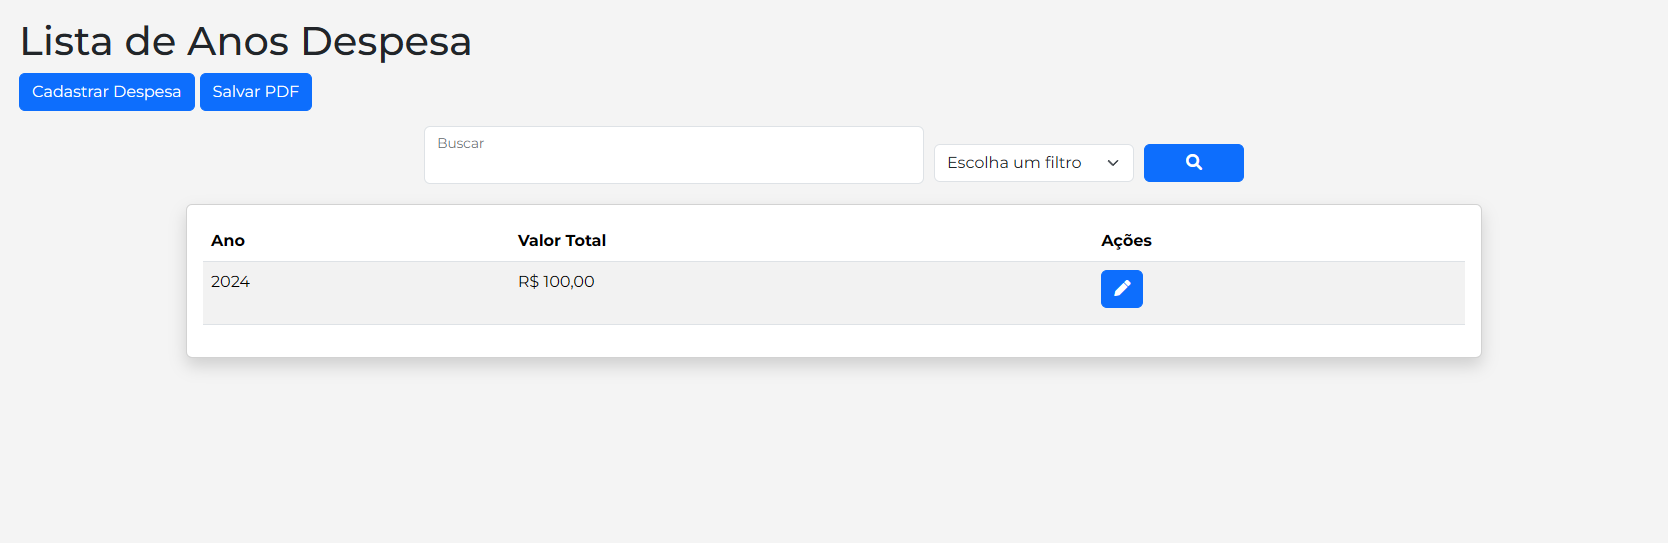 Lista de Anos Despesa
Cadastrar Despesa Salvar PDF
Buscar
Escolha um filtro
Ano Valor Total Ações
2024 R$ 100,00